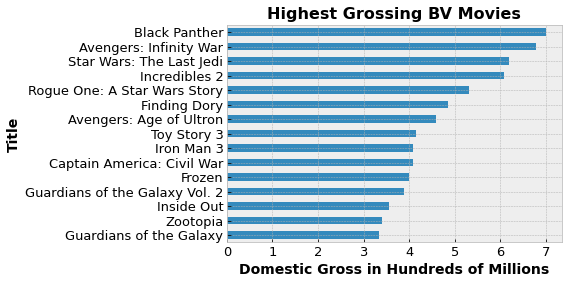 Highest Grossing BV Movies
Black Panther
Avengers: Infinity War
Star Wars: The Last Jedi
Incredibles 2
Rogue One: A Star Wars Story
Finding Dory
Avengers: Age of Ultron
Toy Story 3
Iron Man 3
Captain America: Civil War
Frozen
Guardians of the Galaxy Vol. 2
Inside Out
Zootopia
Guardians of the Galaxy
Title
0 1 2 3 4 5 6 7
Domestic Gross in Hundreds of Millions